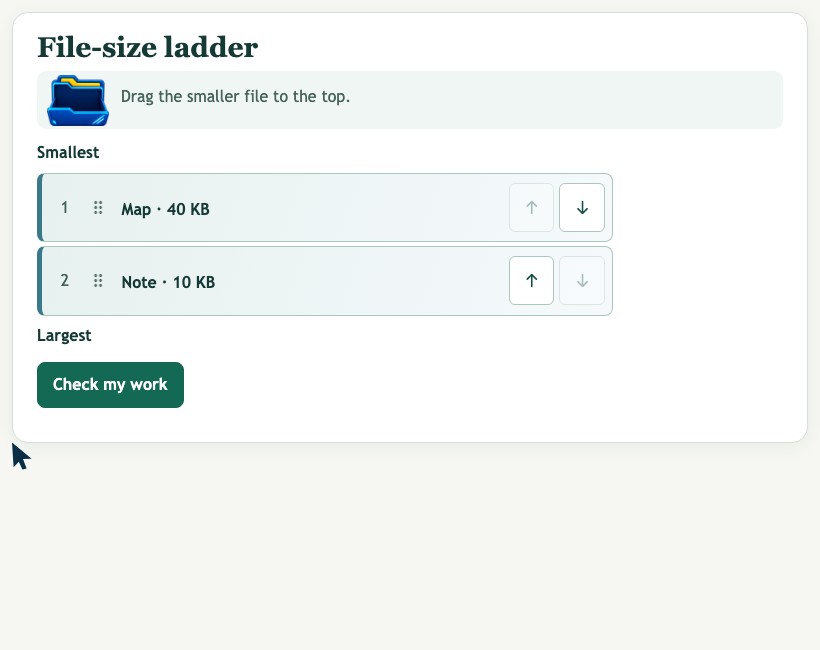 File-size ladder
Drag the smaller file to the top.
Smallest
1 Map · 40 KB ↑ ↓
2 Note · 10 KB ↑ ↓
Largest
Check my work